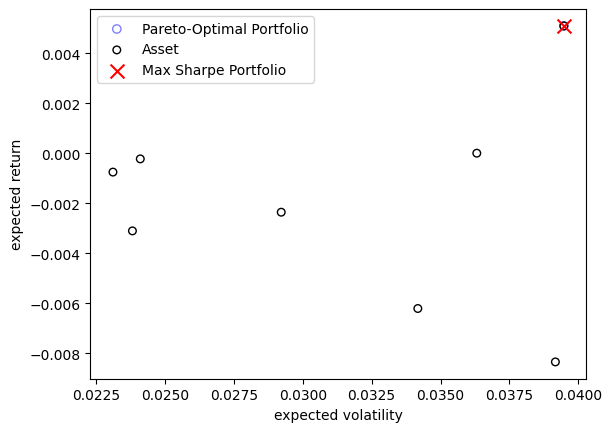 Pareto-Optimal Portfolio
Asset
Max Sharpe Portfolio
0.004
0.002
0.000
−0.002
−0.004
−0.006
−0.008
expected return
0.0225 0.0250 0.0275 0.0300 0.0325 0.0350 0.0375 0.0400
expected volatility